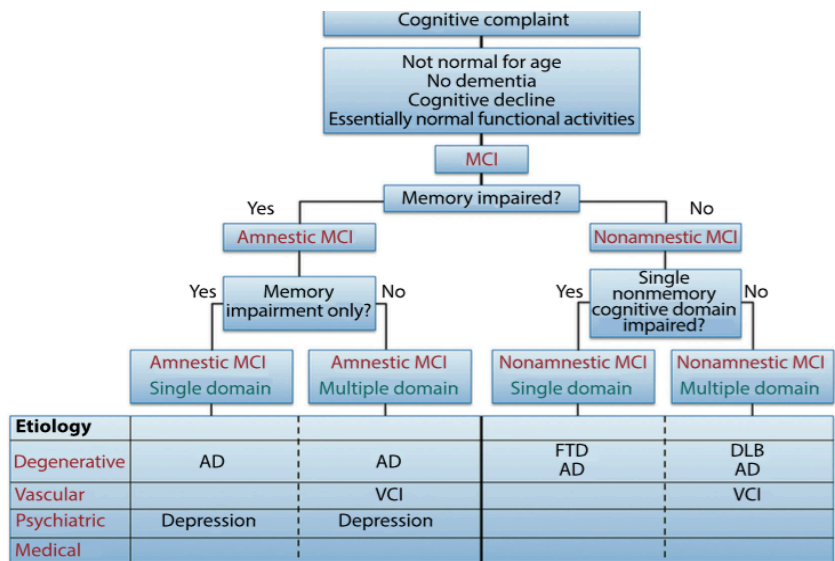 Cognitive complaint
Not normal for age
No dementia
Cognitive decline
Essentially normal functional activities
MCI
Memory impaired?
Yes
No
Amnestic MCI
Nonamnestic MCI
Yes
Memory
impairment only?
No
Yes
Single
nonmemory
cognitive domain
impaired?
No
Amnestic MCI
Single domain
Amnestic MCI
Multiple domain
Nonamnestic MCI
Single domain
Nonamnestic MCI
Multiple domain
Etiology
Degenerative
AD
AD
FTD
AD
DLB
AD
Vascular
VCI
VCI
Psychiatric
Depression
Depression
Medical